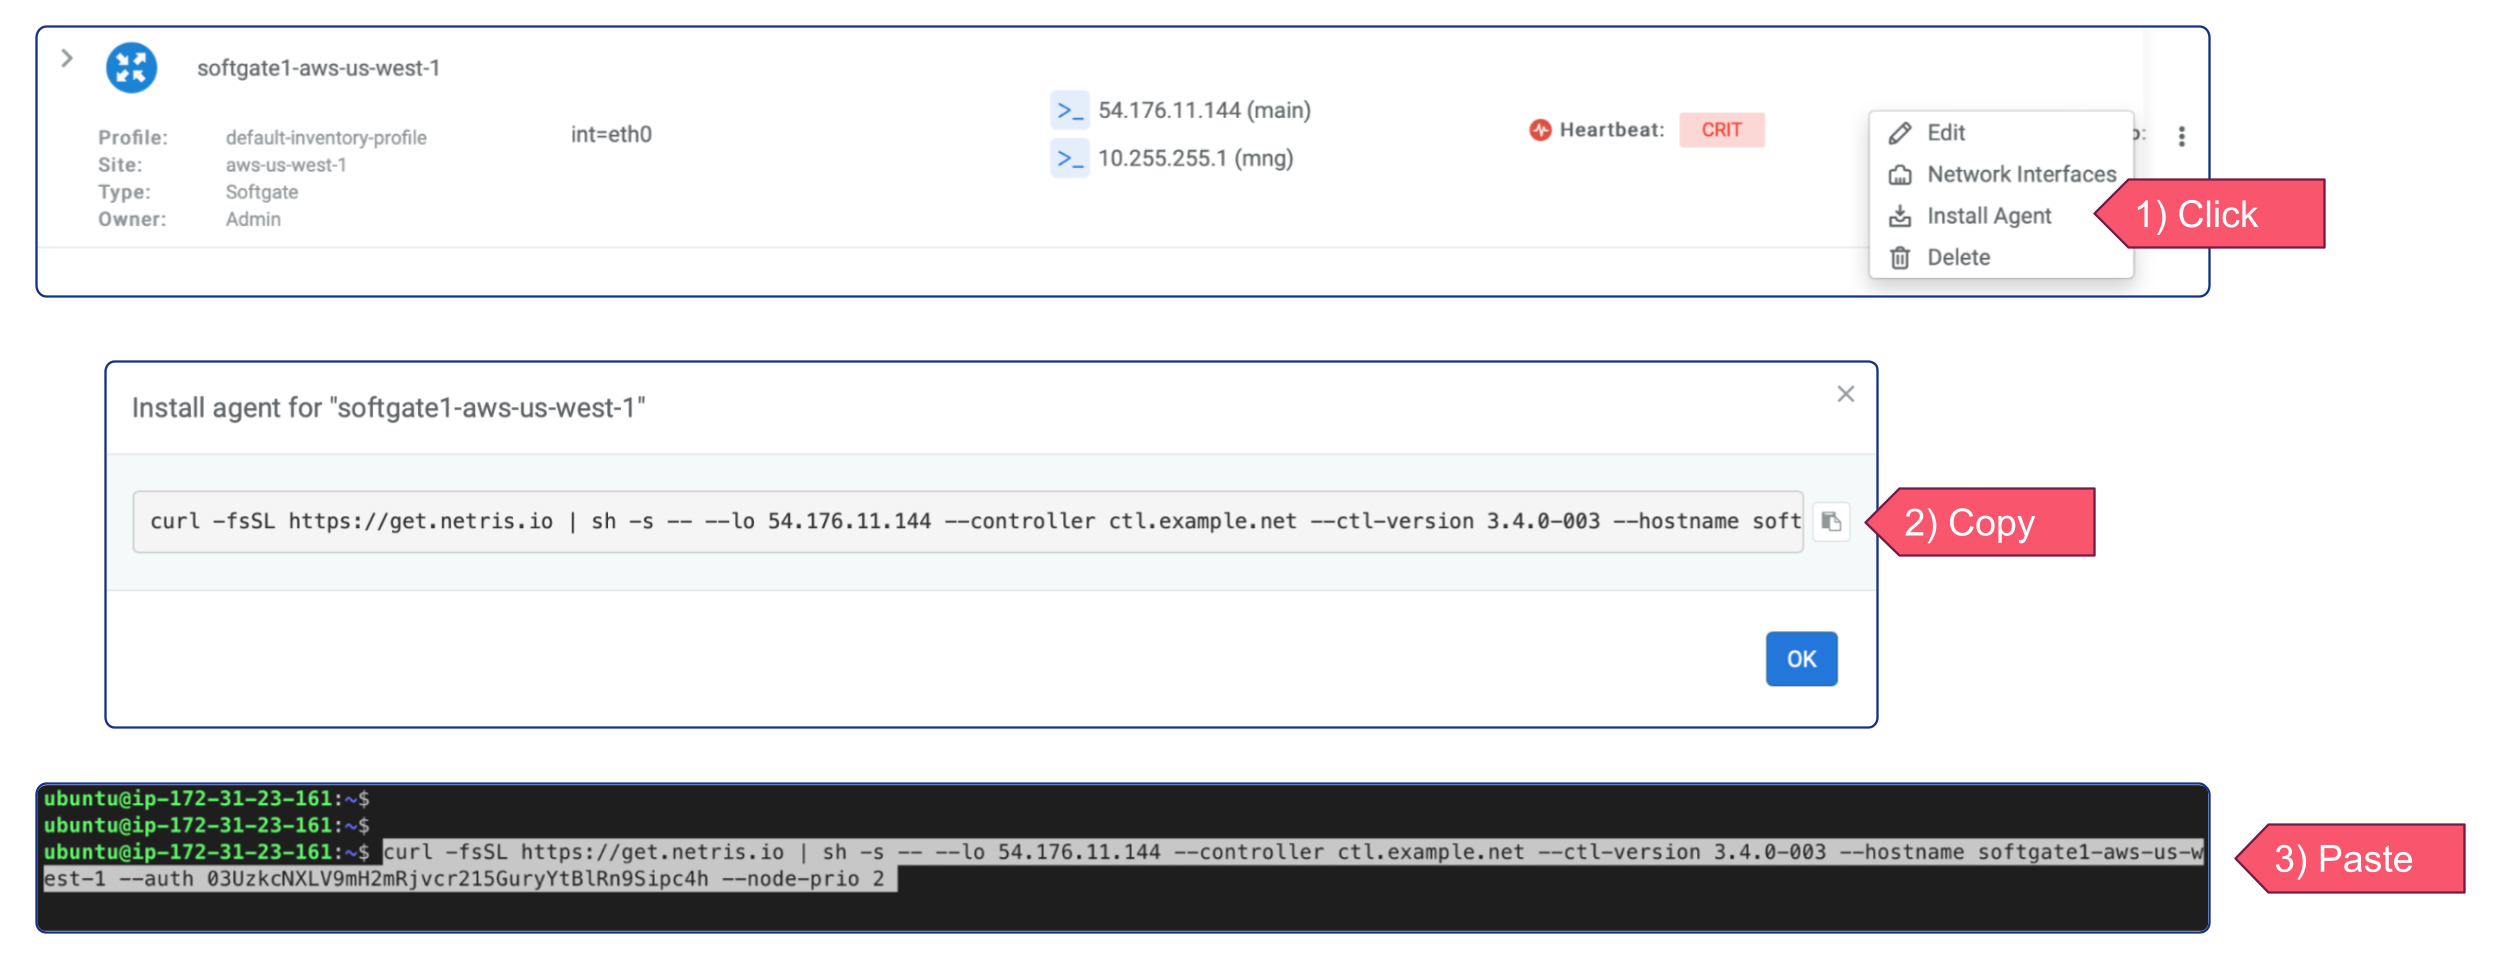 softgate1-aws-us-west-1
Profile: default-inventory-profile
Site: aws-us-west-1
Type: Softgate
Owner: Admin
int=eth0
>_ 54.176.11.144 (main)
>_ 10.255.255.1 (mng)
Heartbeat: CRIT
Edit
Network Interfaces
Install Agent
Delete
1) Click
Install agent for "softgate1-aws-us-west-1"
curl -fsSL https://get.netris.io | sh -s -- --lo 54.176.11.144 --controller ctl.example.net --ctl-version 3.4.0-003 --hostname soft
2) Copy
OK
ubuntu@ip-172-31-23-161:~$
ubuntu@ip-172-31-23-161:~$
ubuntu@ip-172-31-23-161:~$ curl -fsSL https://get.netris.io | sh -s -- --lo 54.176.11.144 --controller ctl.example.net --ctl-version 3.4.0-003 --hostname softgate1-aws-us-w
est-1 --auth 03UzkcNXLV9mH2mRjvcr215GuryYtBlRn9Sipc4h --node-prio 2
3) Paste